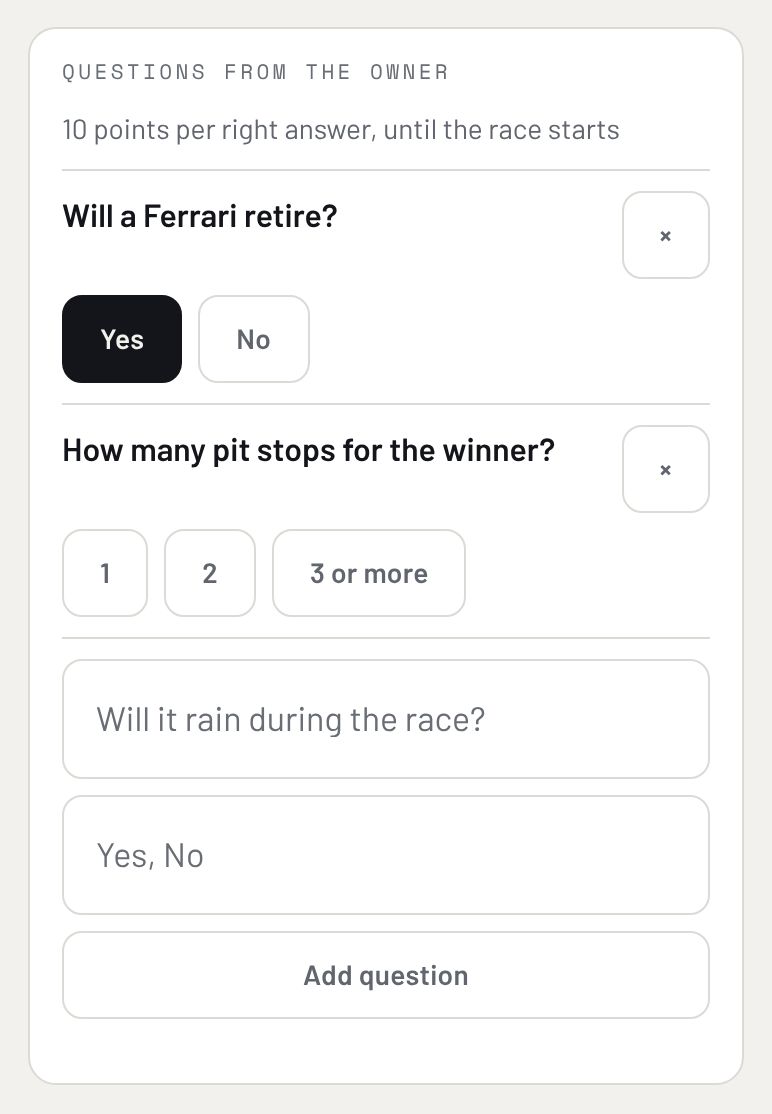 QUESTIONS FROM THE OWNER
10 points per right answer, until the race starts
Will a Ferrari retire?
×
Yes
No
How many pit stops for the winner?
×
1
2
3 or more
Will it rain during the race?
Yes, No
Add question